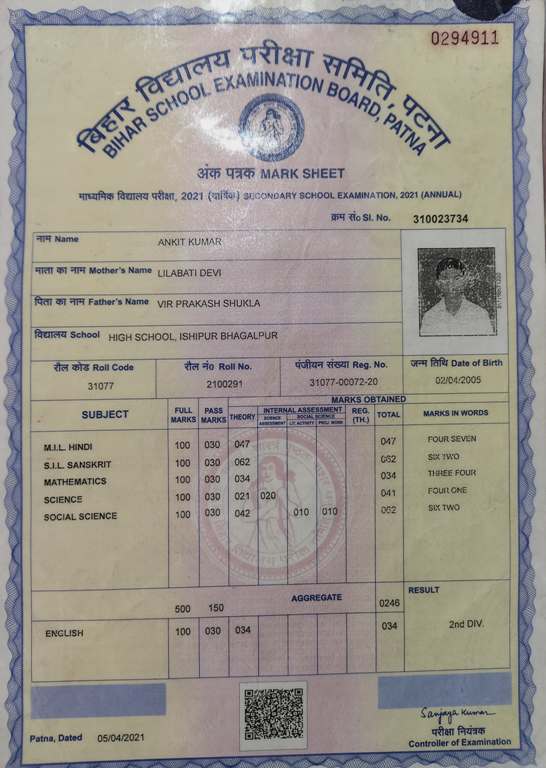 0294911
बिहार विद्यालय परीक्षा समिति, पटना
BIHAR SCHOOL EXAMINATION BOARD, PATNA
अंक पत्रक MARK SHEET
माध्यमिक विद्यालय परीक्षा, 2021 (वार्षिक) SECONDARY SCHOOL EXAMINATION, 2021 (ANNUAL)
क्रम सं० Sl. No. 310023734
नाम Name ANKIT KUMAR
माता का नाम Mother's Name LILABATI DEVI
पिता का नाम Father's Name VIR PRAKASH SHUKLA
विद्यालय School HIGH SCHOOL, ISHIPUR BHAGALPUR
रौल कोड Roll Code रौल नं० Roll No. पंजीयन संख्या Reg. No. जन्म तिथि Date of Birth
31077 2100291 31077-00072-20 02/04/2005
MARKS OBTAINED
SUBJECT FULL MARKS PASS MARKS THEORY INTERNAL ASSESSMENT REG. (TH.) TOTAL MARKS IN WORDS
SCIENCE ASSESSMENT SOCIAL SCIENCE
LIT. ACTIVITY PROJ. WORK
M.I.L. HINDI 100 030 047 047 FOUR SEVEN
S.I.L. SANSKRIT 100 030 062 062 SIX TWO
MATHEMATICS 100 030 034 034 THREE FOUR
SCIENCE 100 030 021 020 041 FOUR ONE
SOCIAL SCIENCE 100 030 042 010 010 062 SIX TWO
500 150 AGGREGATE 0246 RESULT
ENGLISH 100 030 034 034 2nd DIV.
Sanjaya Kumar
Patna, Dated 05/04/2021 परीक्षा नियंत्रक
Controller of Examination